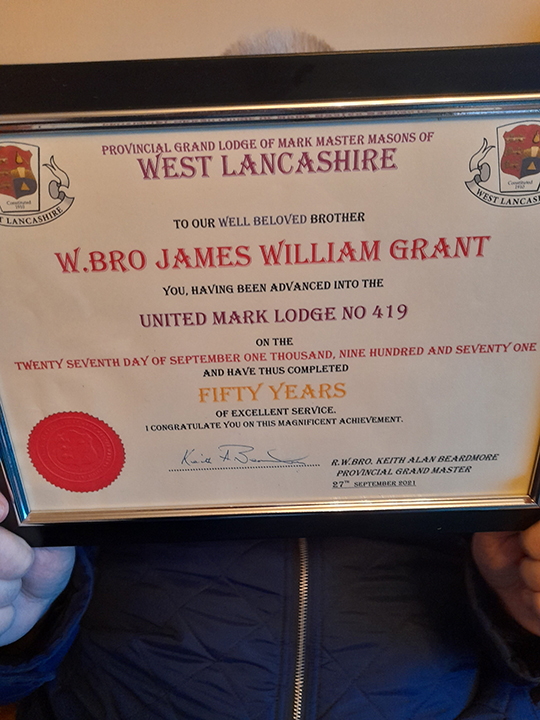 PROVINCIAL GRAND LODGE OF MARK MASTER MASONS OF
WEST LANCASHIRE
Constituted
WEST LANCASHIRE
TO OUR WELL BELOVED BROTHER
W.BRO JAMES WILLIAM GRANT
YOU, HAVING BEEN ADVANCED INTO THE
UNITED MARK LODGE NO 419
ON THE
TWENTY SEVENTH DAY OF SEPTEMBER ONE THOUSAND, NINE HUNDRED AND SEVENTY ONE
AND HAVE THUS COMPLETED
FIFTY YEARS
OF EXCELLENT SERVICE.
I CONGRATULATE YOU ON THIS MAGNIFICENT ACHIEVEMENT.
R.W.BRO. KEITH ALAN BEARDMORE
PROVINCIAL GRAND MASTER
27TH SEPTEMBER 2021